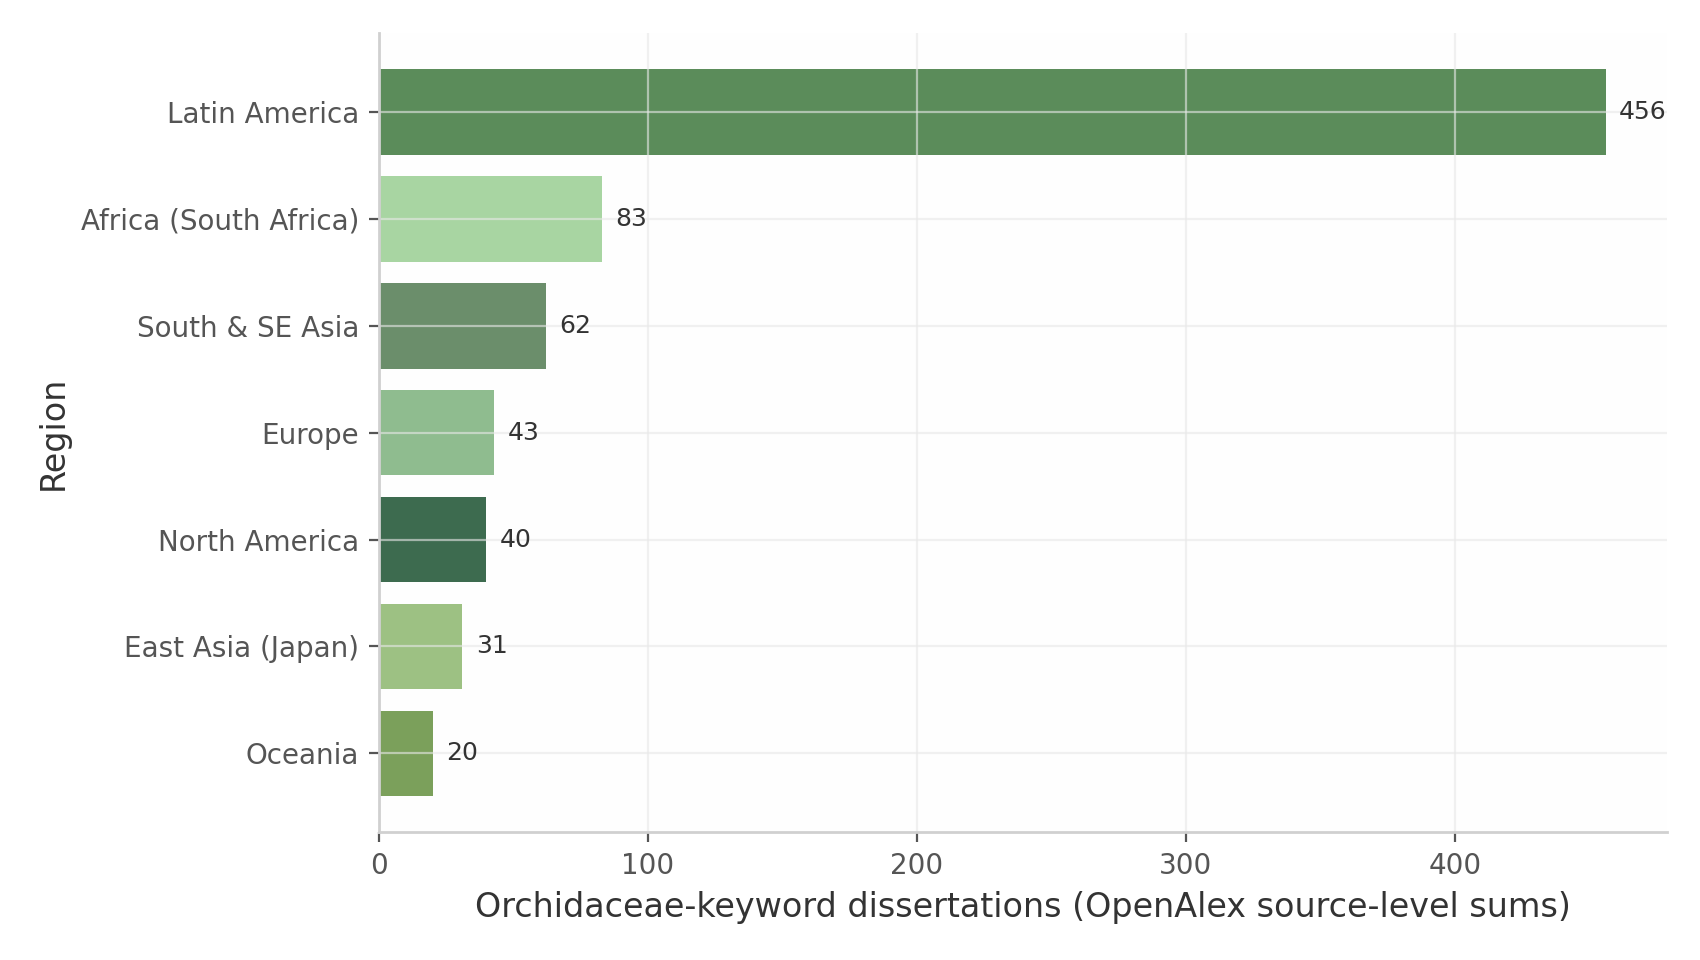 Latin America
456
Africa (South Africa)
83
South & SE Asia
62
Europe
43
North America
40
East Asia (Japan)
31
Oceania
20
Region
0
100
200
300
400
Orchidaceae-keyword dissertations (OpenAlex source-level sums)